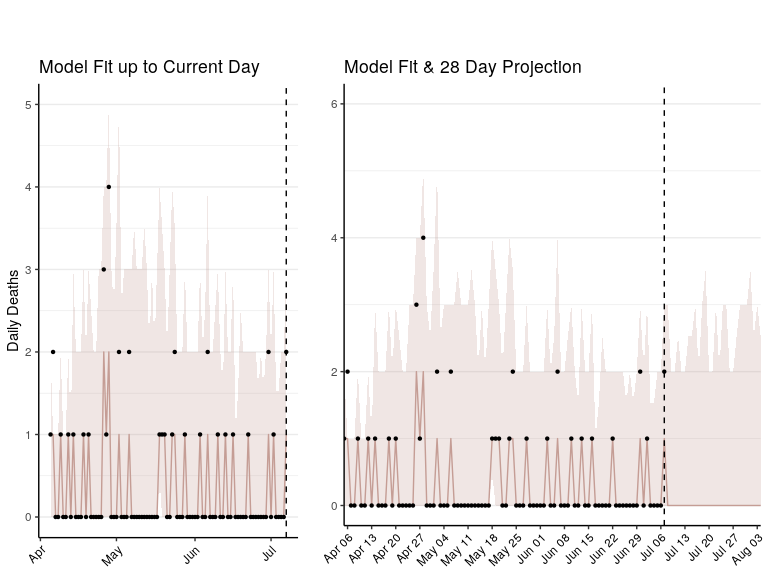 Model Fit up to Current Day
Model Fit & 28 Day Projection
Daily Deaths
5
4
3
2
1
0
Apr
May
Jun
Jul
6
4
2
0
Apr 06
Apr 13
Apr 20
Apr 27
May 04
May 11
May 18
May 25
Jun 01
Jun 08
Jun 15
Jun 22
Jun 29
Jul 06
Jul 13
Jul 20
Jul 27
Aug 03